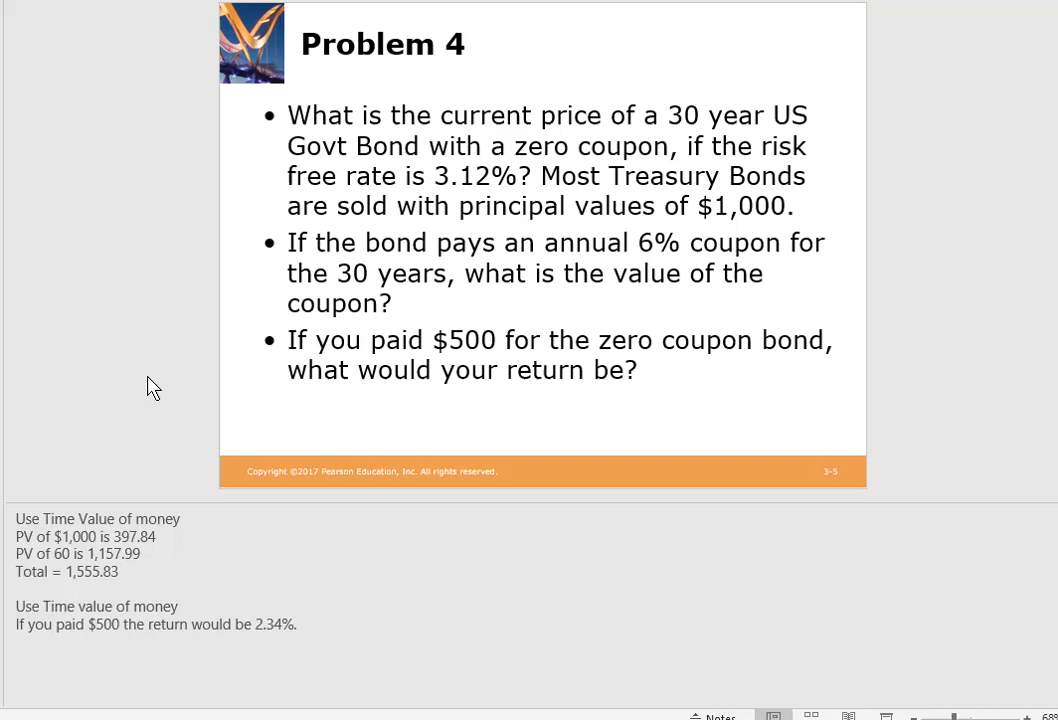 Problem 4
• What is the current price of a 30 year US
Govt Bond with a zero coupon, if the risk
free rate is 3.12%? Most Treasury Bonds
are sold with principal values of $1,000.
• If the bond pays an annual 6% coupon for
the 30 years, what is the value of the
coupon?
• If you paid $500 for the zero coupon bond,
what would your return be?
Copyright ©2017 Pearson Education, Inc. All rights reserved.
3-5
Use Time Value of money
PV of $1,000 is 397.84
PV of 60 is 1,157.99
Total = 1,555.83
Use Time value of money
If you paid $500 the return would be 2.34%.
Notes